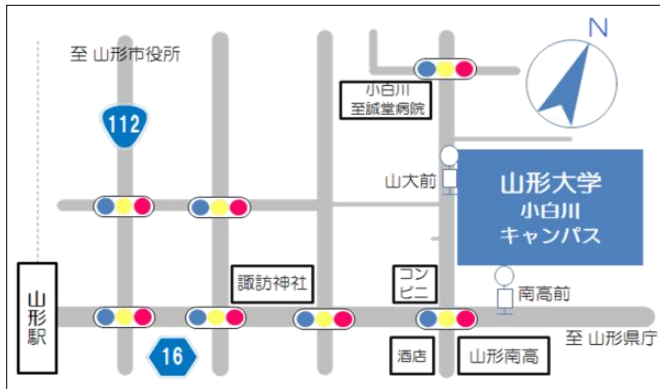 至 山形市役所
N
小白川
至誠堂病院
112
山大前
山形大学
小白川
キャンパス
諏訪神社
コン
ビニ
南高前
山形駅
至 山形県庁
16
酒店
山形南高